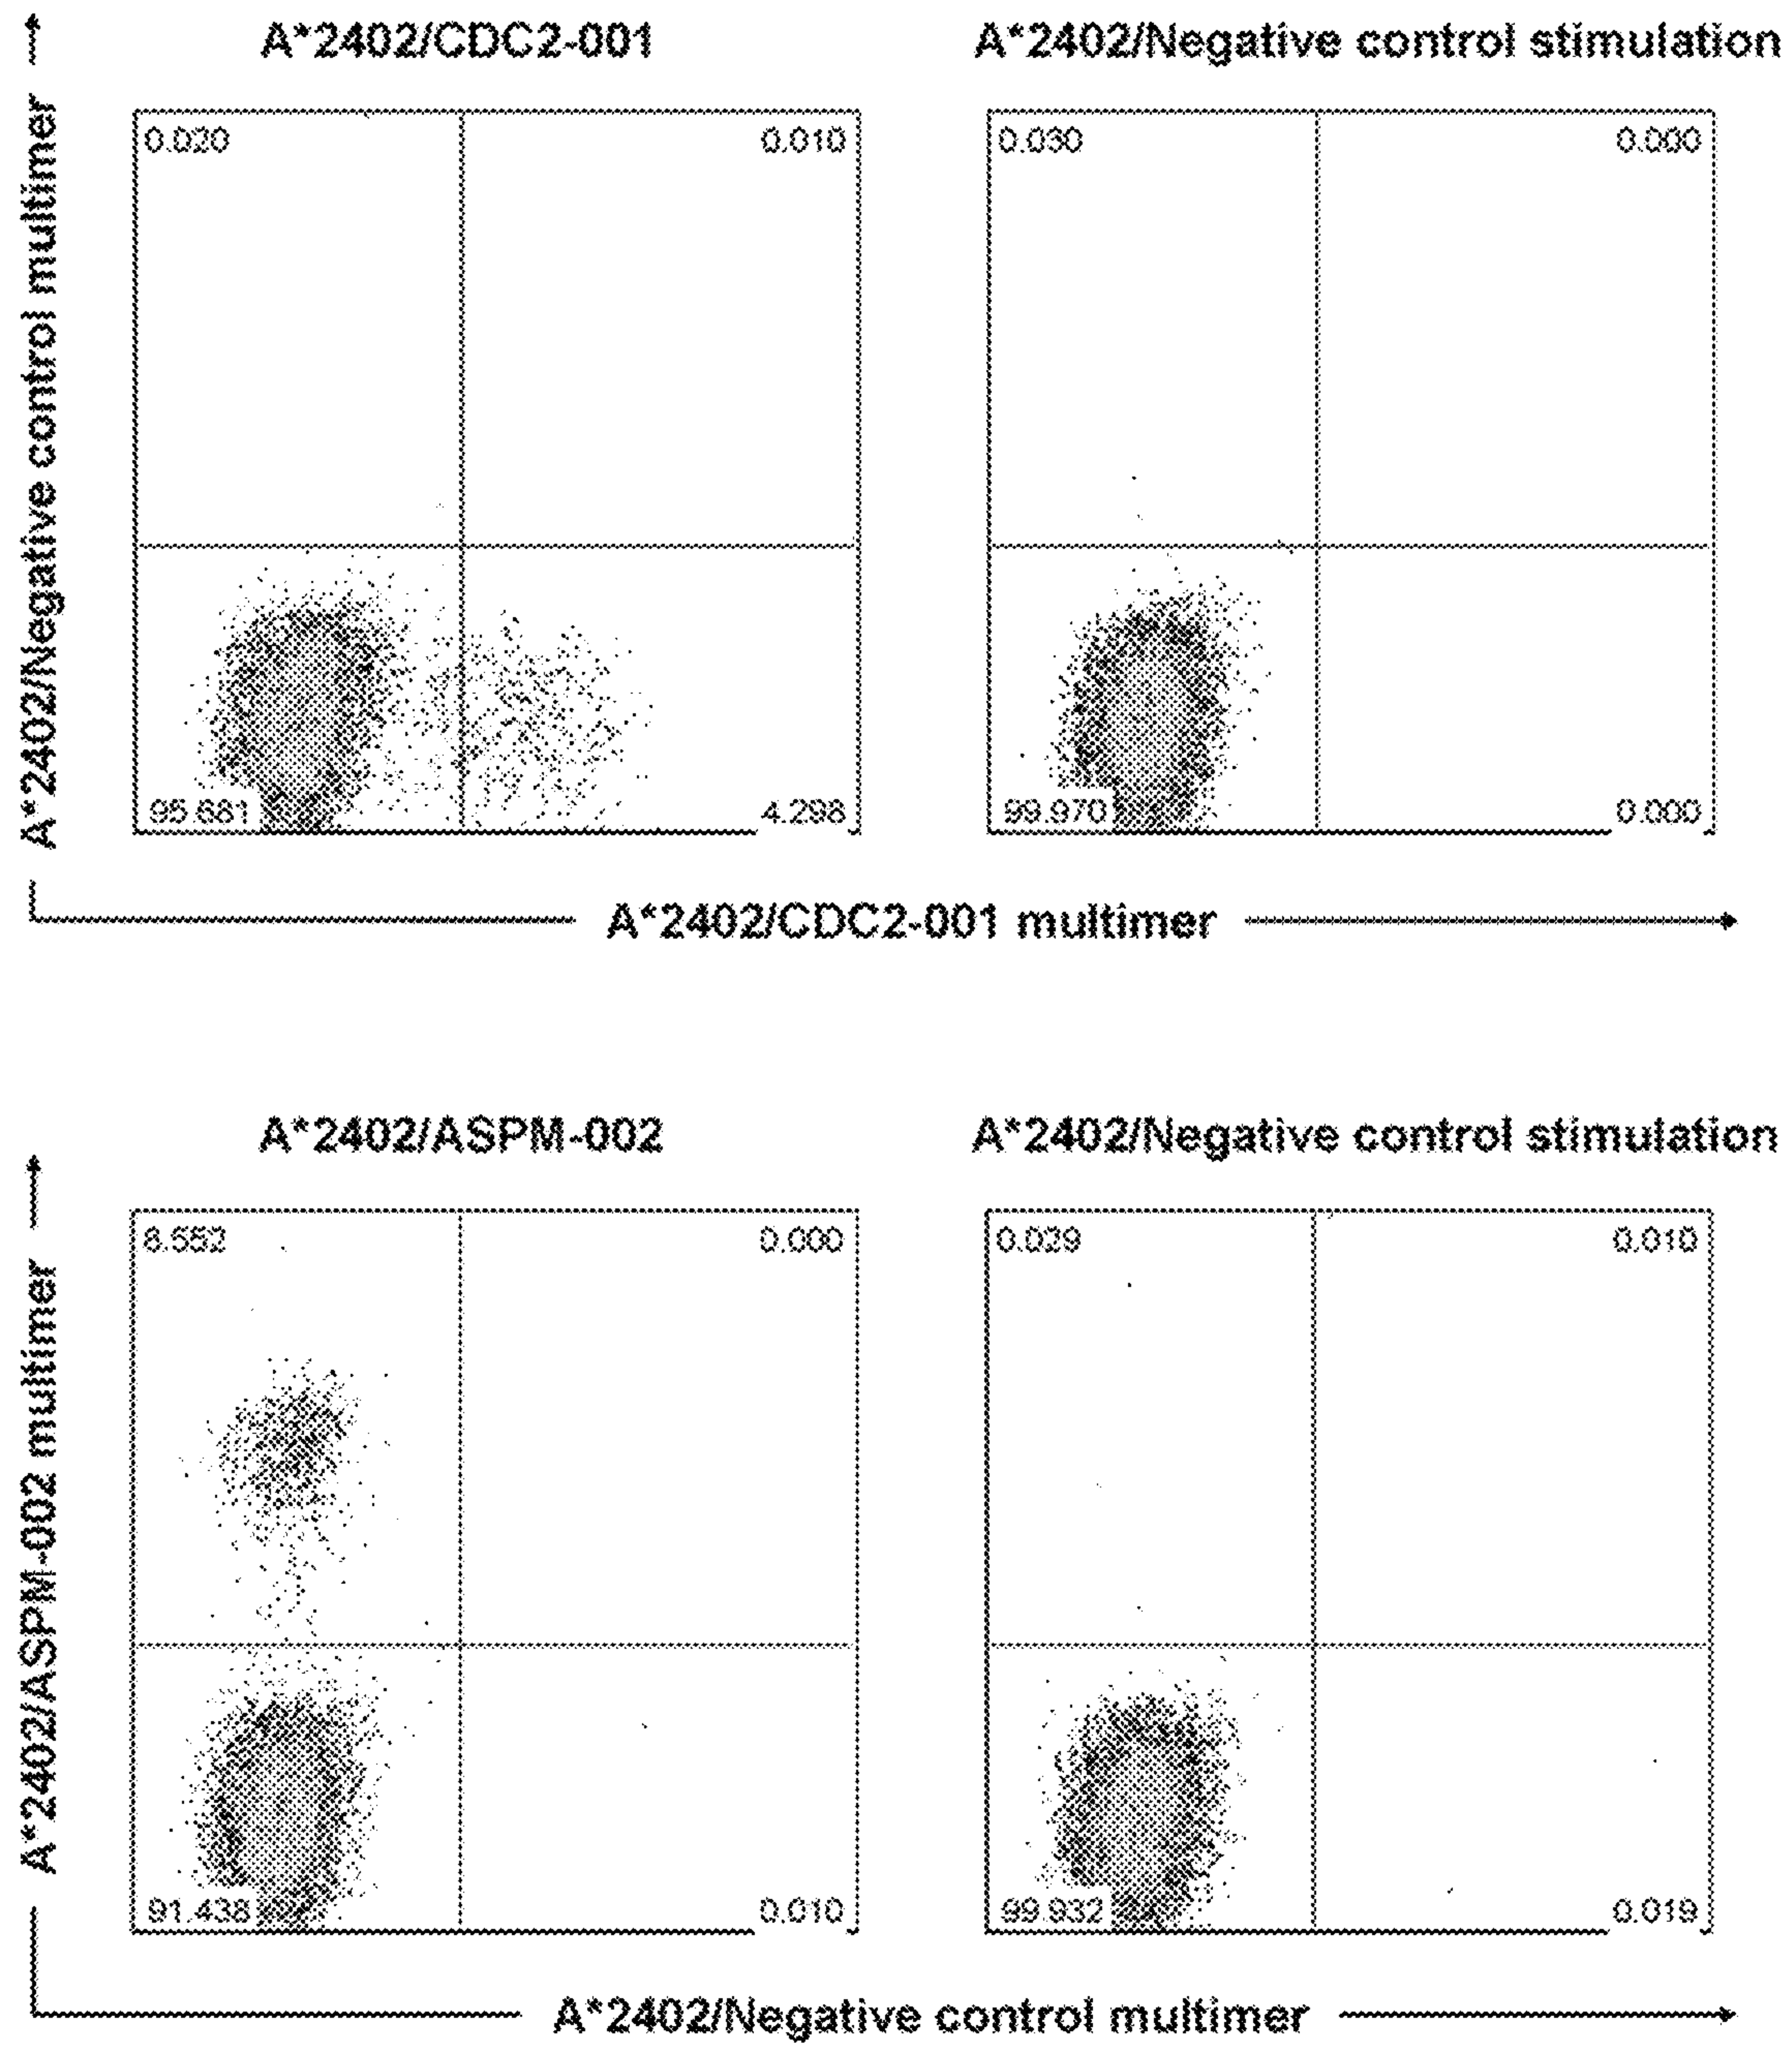 A*2402/CDC2-001
A*2402/Negative control stimulation
A*2402/Negative control multimer
0.020
0.010
95.681
4.298
0.030
0.000
99.970
0.000
A*2402/CDC2-001 multimer
A*2402/ASPM-002
A*2402/Negative control stimulation
A*2402/ASPM-002 multimer
8.552
0.000
91.438
0.010
0.029
0.010
99.932
0.019
A*2402/Negative control multimer